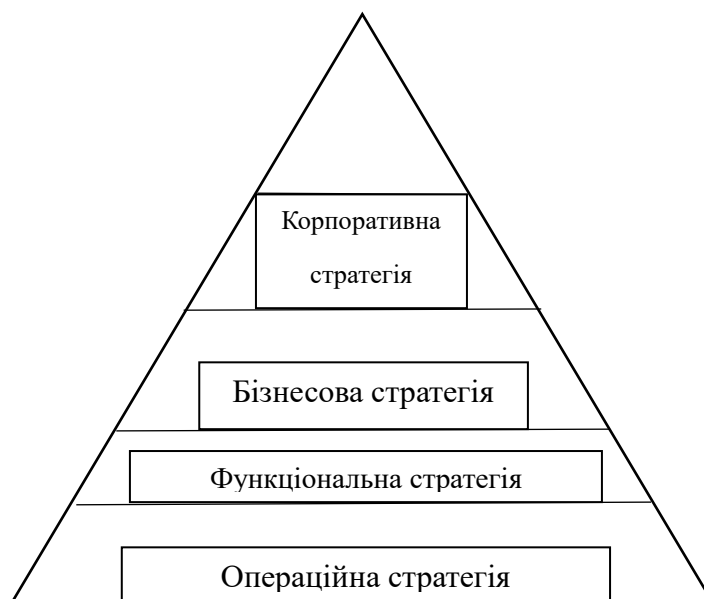 Корпоративна
стратегія
Бізнесова стратегія
Функціональна стратегія
Операційна стратегія